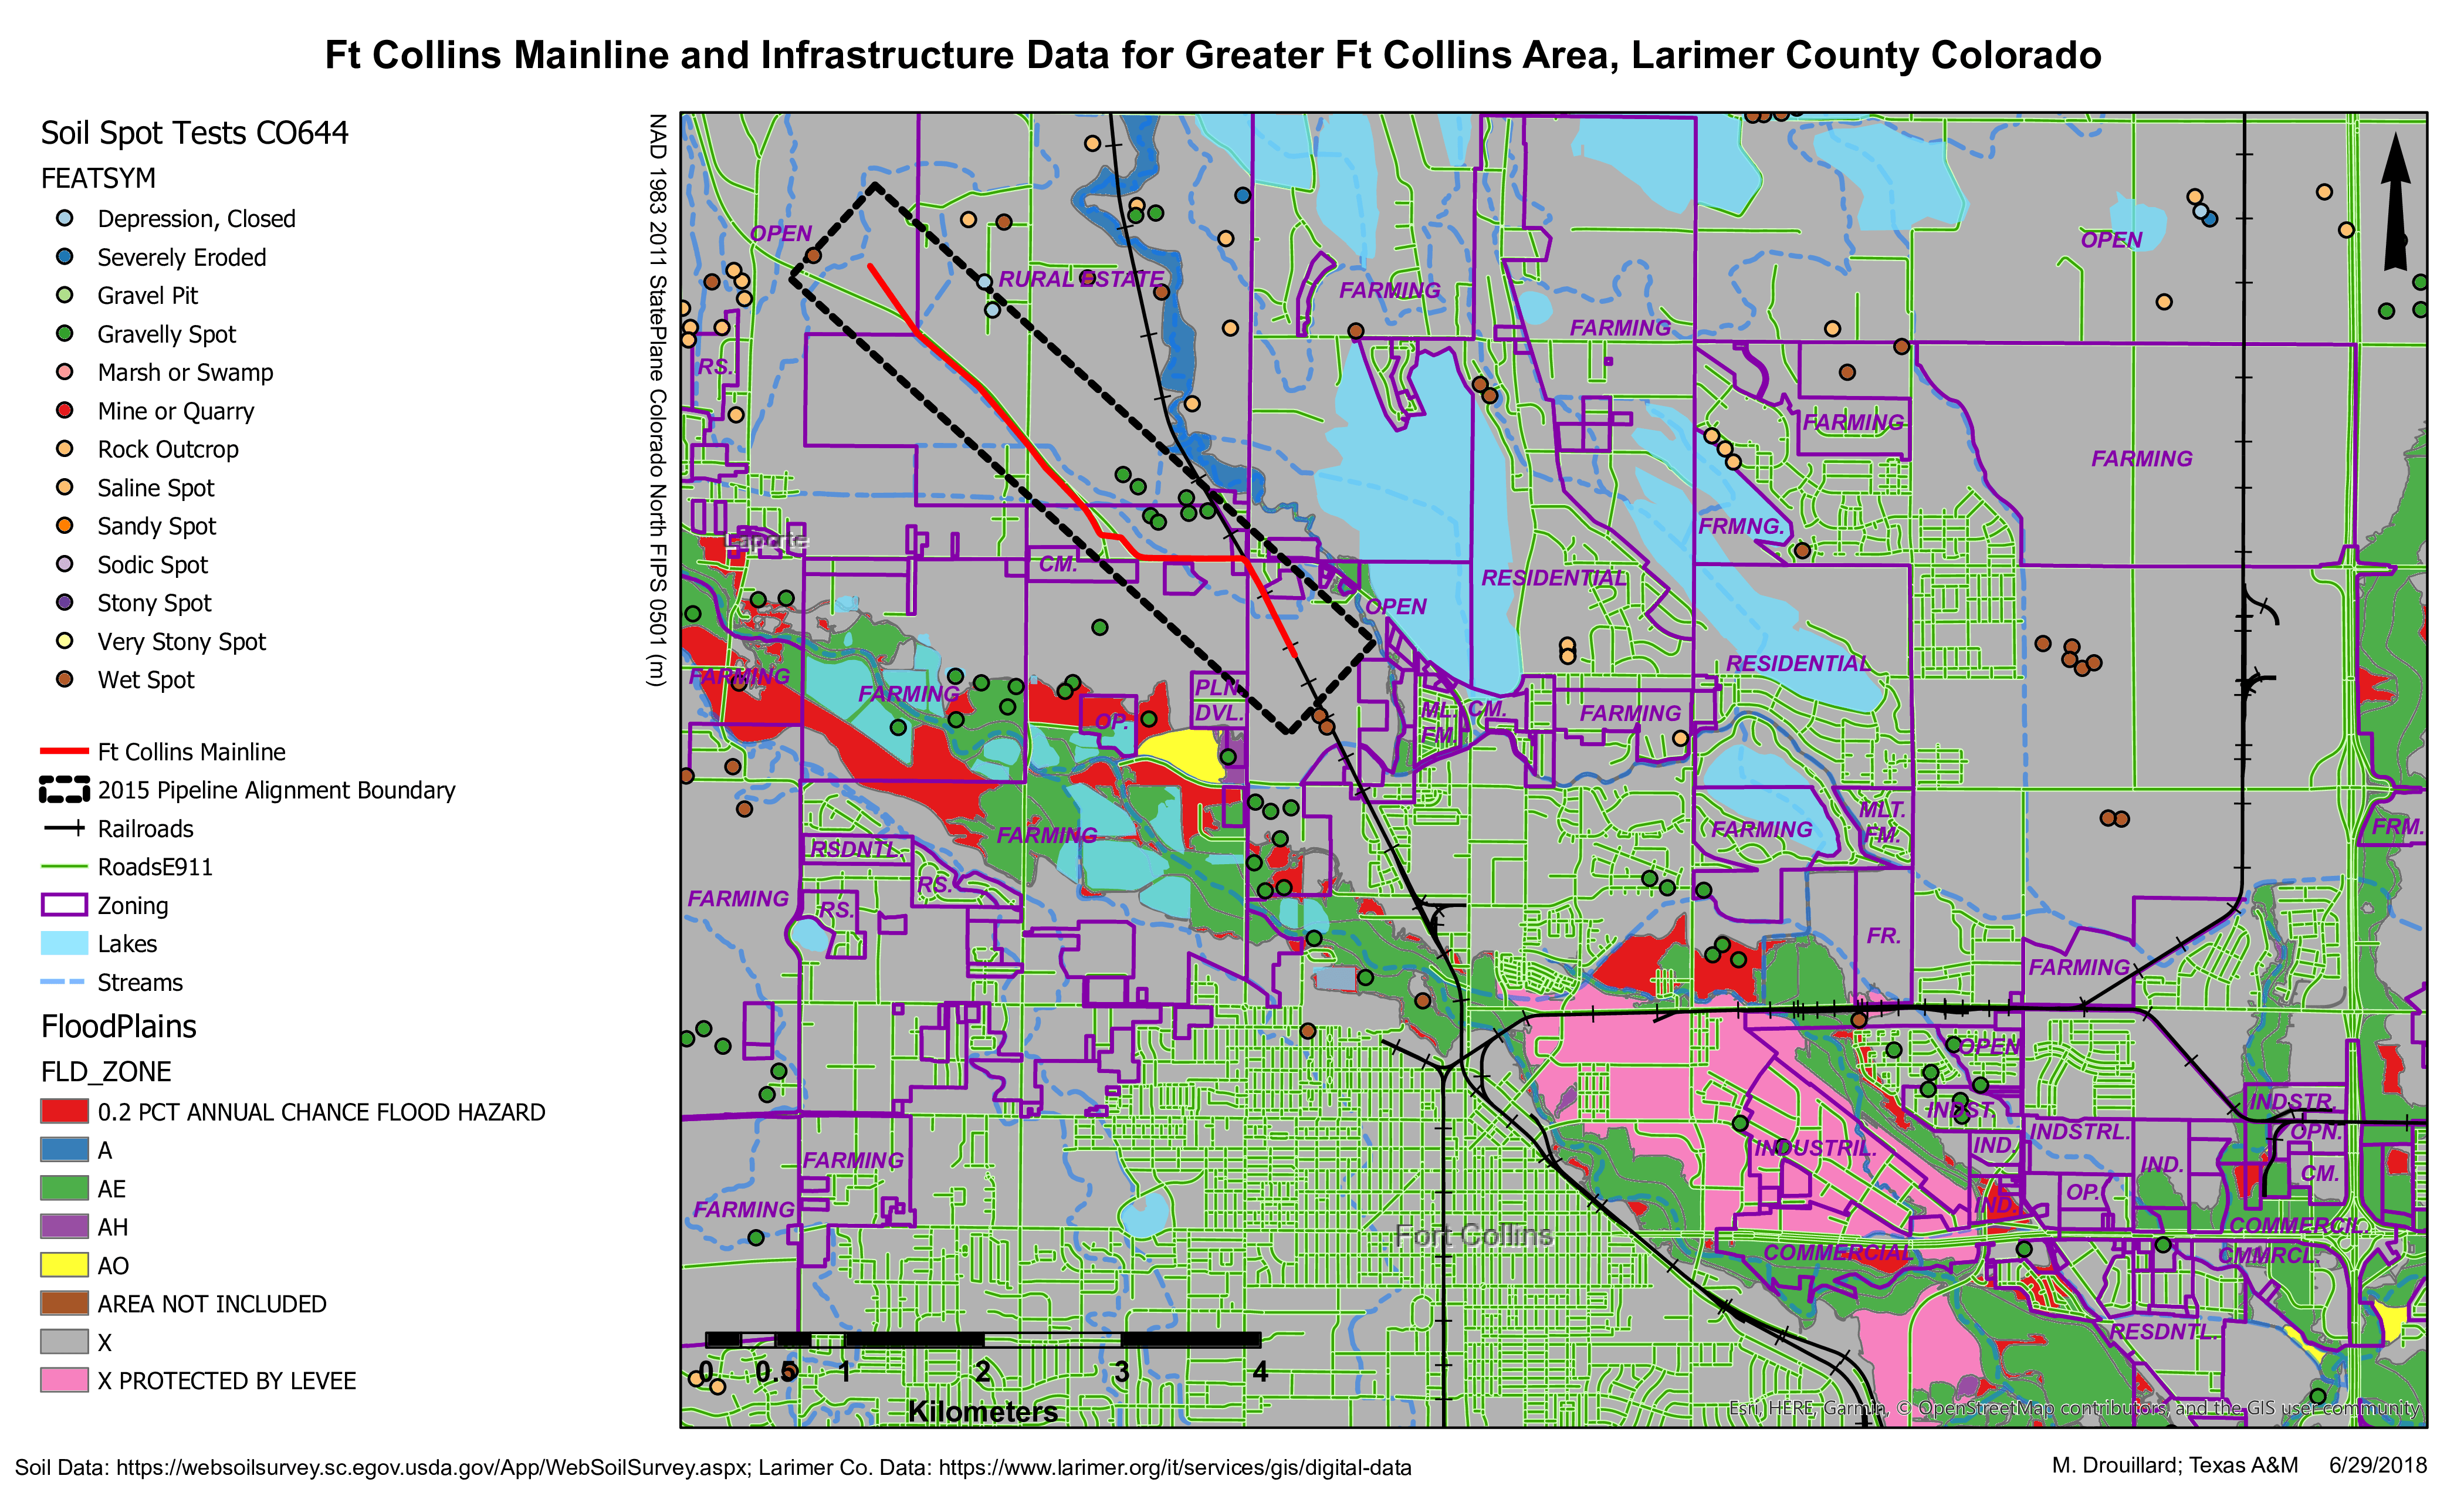 Ft Collins Mainline and Infrastructure Data for Greater Ft Collins Area, Larimer County Colorado
Soil Spot Tests CO644
FEATSYM
Depression, Closed
Severely Eroded
Gravel Pit
Gravelly Spot
Marsh or Swamp
Mine or Quarry
Rock Outcrop
Saline Spot
Sandy Spot
Sodic Spot
Stony Spot
Very Stony Spot
Wet Spot
Ft Collins Mainline
2015 Pipeline Alignment Boundary
Railroads
RoadsE911
Zoning
Lakes
Streams
FloodPlains
FLD_ZONE
0.2 PCT ANNUAL CHANCE FLOOD HAZARD
A
AE
AH
AO
AREA NOT INCLUDED
X
X PROTECTED BY LEVEE
NAD 1983 2011 StatePlane Colorado North FIPS 0501 (m)
OPEN
OPEN
RURAL ESTATE
FARMING
FARMING
RS.
FARMING
FARMING
FRMNG.
Laporte
CM.
RESIDENTIAL
OPEN
RESIDENTIAL
FARMING
FARMING
PLN.
DVL.
OP.
ML.
FM.
CM.
FARMING
FARMING
MLT.
FM.
FRM.
FARMING
RSDNTL.
RS.
FARMING
RS.
FR.
FARMING
OPEN
INDST.
INDSTR.
INDSTRL.
OPN.
INDUSTRIL.
IND.
IND.
CM.
FARMING
OP.
IND.
FARMING
COMMERCIL.
Fort Collins
COMMERCIAL
CMMRCL.
RESDNTL.
0 0.5 1 2 3 4
Kilometers
Esri, HERE, Garmin, © OpenStreetMap contributors, and the GIS user community
Soil Data: https://websoilsurvey.sc.egov.usda.gov/App/WebSoilSurvey.aspx; Larimer Co. Data: https://www.larimer.org/it/services/gis/digital-data
M. Drouillard; Texas A&M 6/29/2018